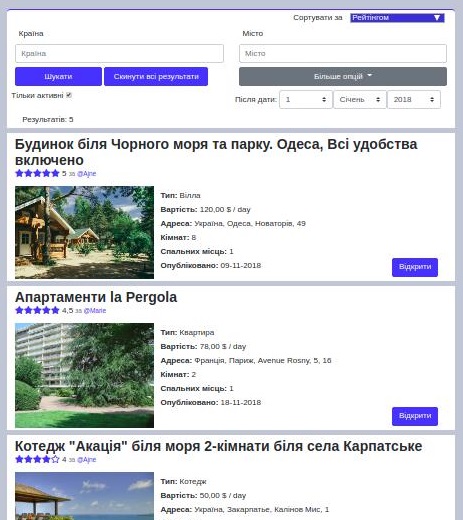 Сортувати за Рейтінгом
Країна Місто
Країна Місто
Шукати Скинути всі результати Більше опцій
Тільки активні Після дати: 1 Січень 2018
Результатів: 5
Будинок біля Чорного моря та парку. Одеса, Всі удобства
включено
5 за @Ajne
Тип: Вілла
Вартість: 120,00 $ / day
Адреса: Україна, Одеса, Новаторів, 49
Кімнат: 8
Спальних місць: 1
Опубліковано: 09-11-2018
Відкрити
Апартаменти la Pergola
4,5 за @Marie
Тип: Квартира
Вартість: 78,00 $ / day
Адреса: Франція, Париж, Avenue Rosny, 5, 16
Кімнат: 2
Спальних місць: 1
Опубліковано: 18-11-2018
Відкрити
Котедж "Акація" біля моря 2-кімнати біля села Карпатське
4 за @Ajne
Тип: Котедж
Вартість: 50,00 $ / day
Адреса: Україна, Закарпатье, Калінов Мис, 1